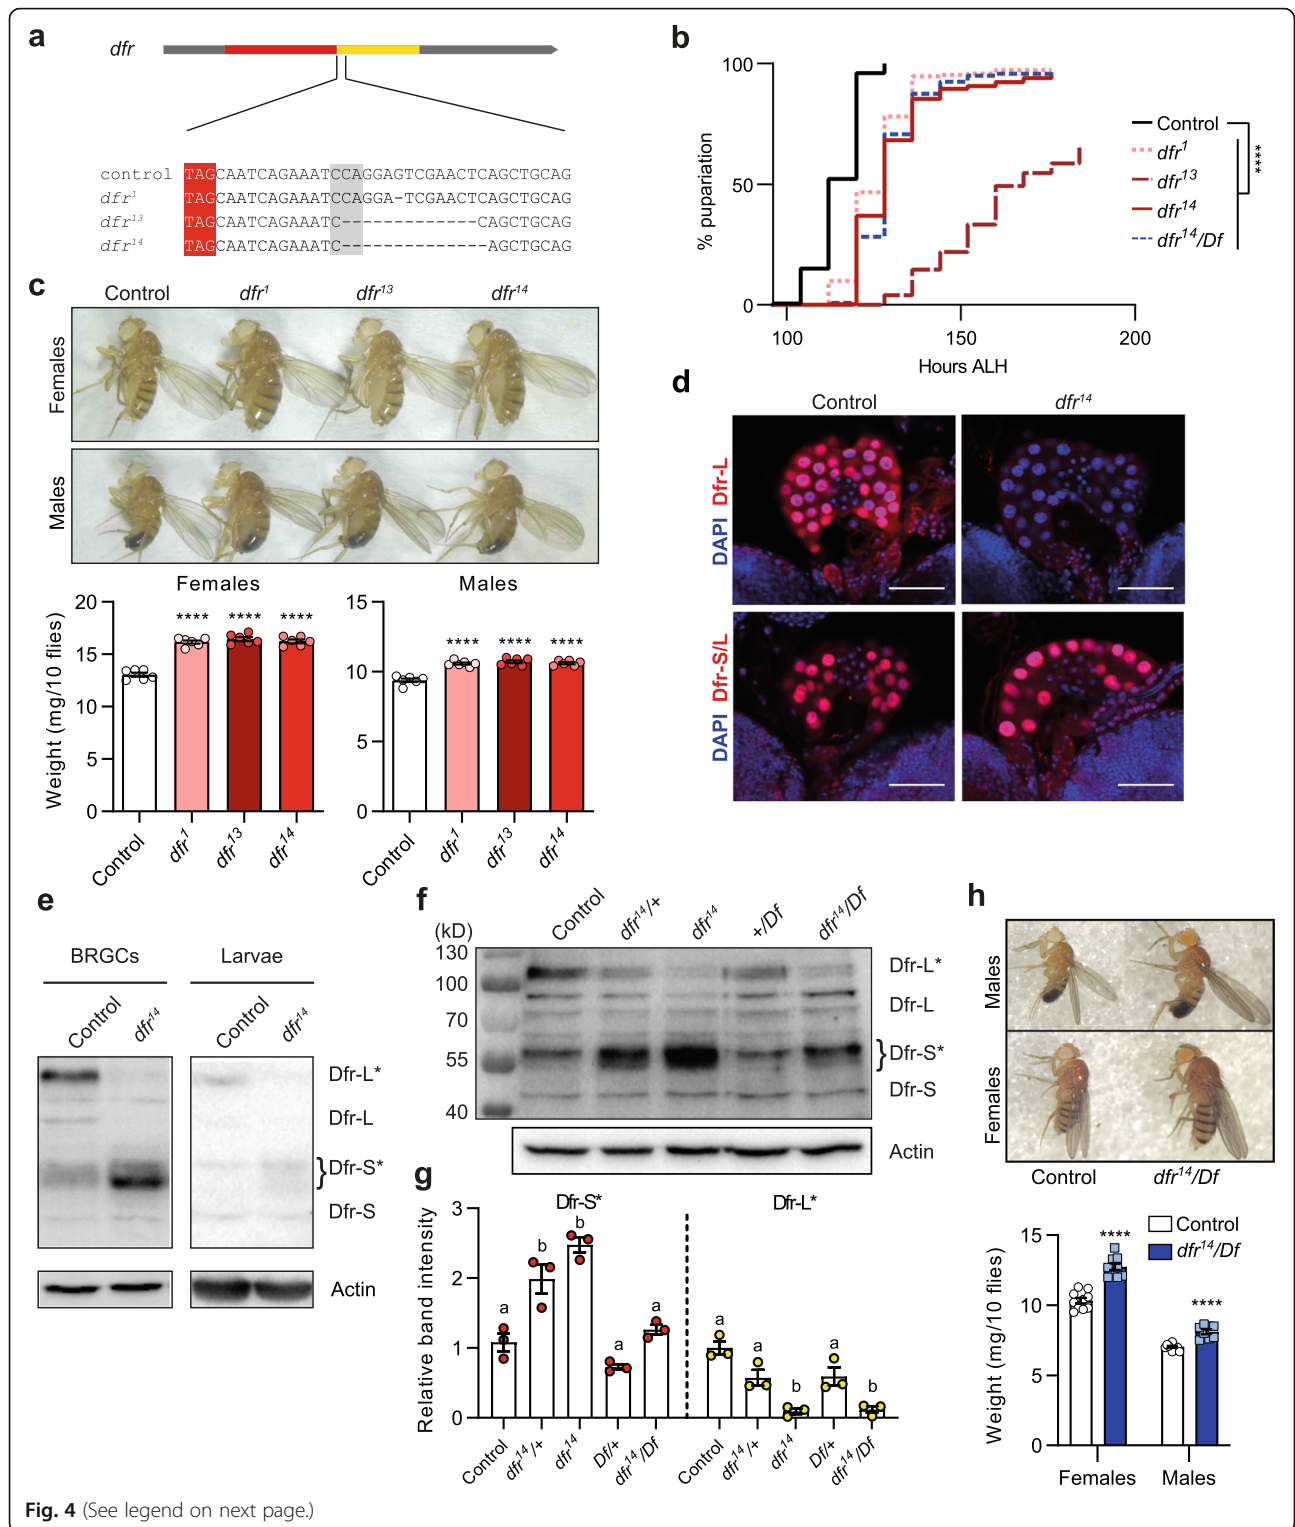 a
dfr
control TAGCAATCAGAAATCCAGGAGTCGAACTCAGCTGCAG
dfr1 TAGCAATCAGAAATCCAGGA-TCGAACTCAGCTGCAG
dfr13 TAGCAATCAGAAATC-------------CAGCTGCAG
dfr14 TAGCAATCAGAAATC--------------AGCTGCAG
b
% pupariation
100
50
0
100 150 200
Hours ALH
Control
dfr1
dfr13
dfr14
dfr14/Df
****
c
Control dfr1 dfr13 dfr14
Females
Males
Females
Weight (mg/10 flies)
20
15
10
5
0
**** **** ****
Control dfr1 dfr13 dfr14
Males
15
10
5
0
**** **** ****
Control dfr1 dfr13 dfr14
d
Control dfr14
DAPI Dfr-L
DAPI Dfr-S/L
e
BRGCs Larvae
Control dfr14 Control dfr14
Dfr-L*
Dfr-L
}Dfr-S*
Dfr-S
Actin
f
(kD)
Control dfr14/+ dfr14 +/Df dfr14/Df
130
100
70
55
40
Dfr-L*
Dfr-L
}Dfr-S*
Dfr-S
Actin
g
Relative band intensity
3
2
1
0
Dfr-S* Dfr-L*
a b b a a a a b a b
Control dfr14/+ dfr14 Df/+ dfr14/Df Control dfr14/+ dfr14 Df/+ dfr14/Df
h
Males
Females
Control dfr14/Df
Weight (mg/10 flies)
15
10
5
0
Control
dfr14/Df
****
****
Females Males
Fig. 4 (See legend on next page.)